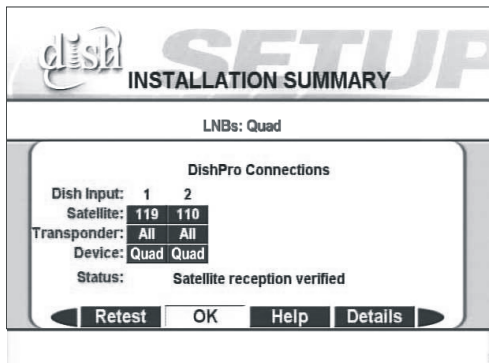 dish SETUP
INSTALLATION SUMMARY
LNBs: Quad
DishPro Connections
Dish Input: 1 2
Satellite: 119 110
Transponder: All All
Device: Quad Quad
Status: Satellite reception verified
Retest OK Help Details